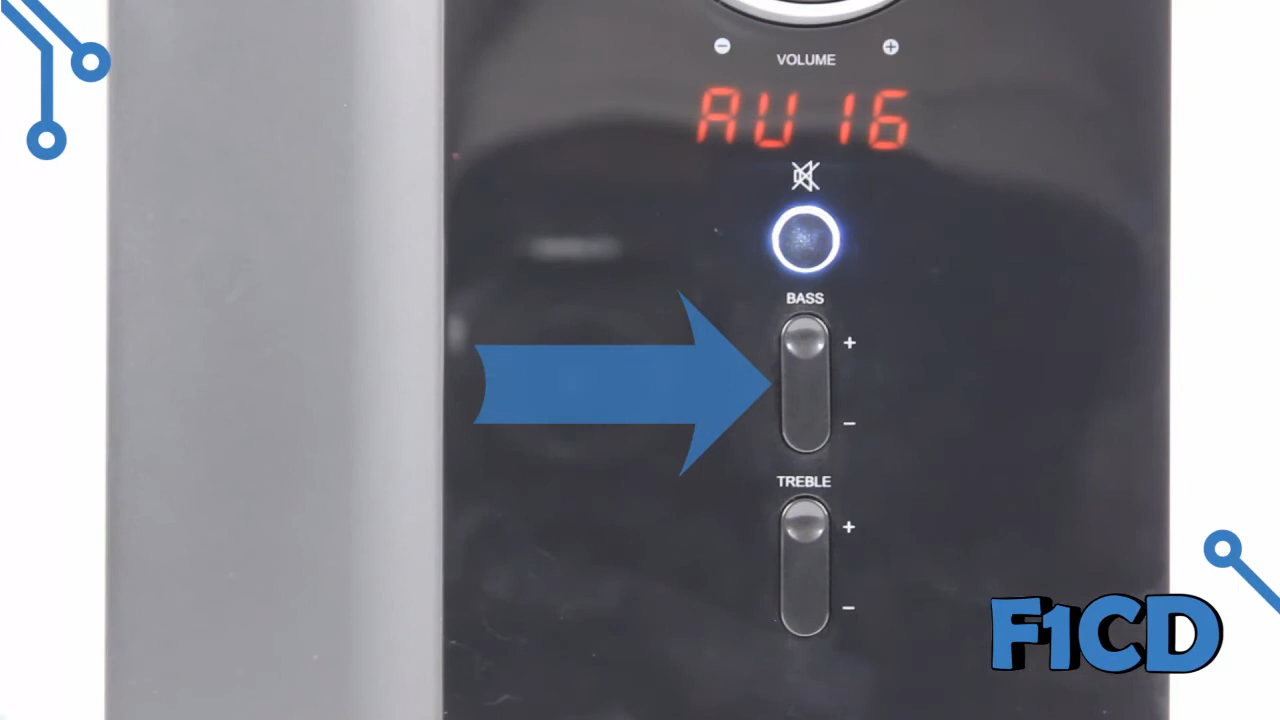 − +
VOLUME
AU 16
BASS
+
−
TREBLE
+
−
F1CD